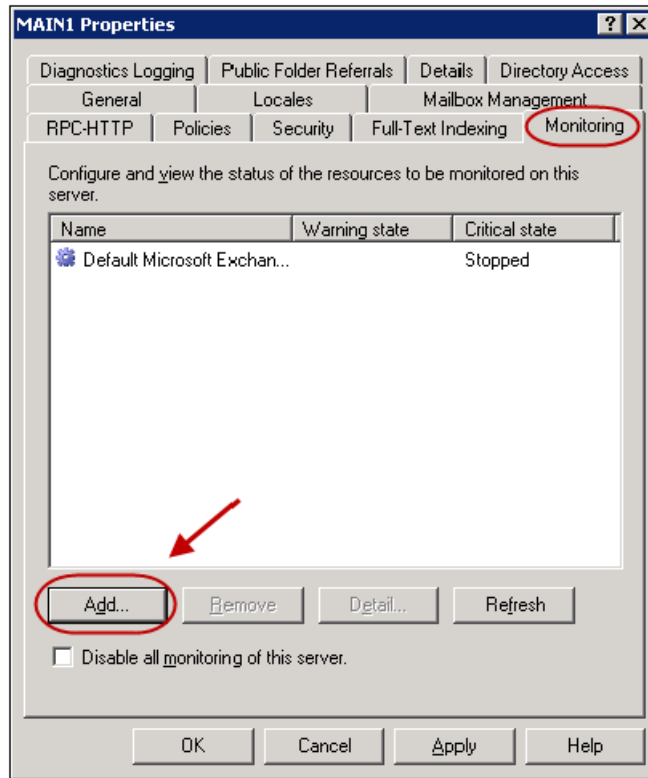 MAIN1 Properties
Diagnostics Logging Public Folder Referrals Details Directory Access
General Locales Mailbox Management
RPC-HTTP Policies Security Full-Text Indexing Monitoring
Configure and view the status of the resources to be monitored on this
server.
Name Warning state Critical state
Default Microsoft Exchan... Stopped
Add... Remove Detail... Refresh
Disable all monitoring of this server.
OK Cancel Apply Help